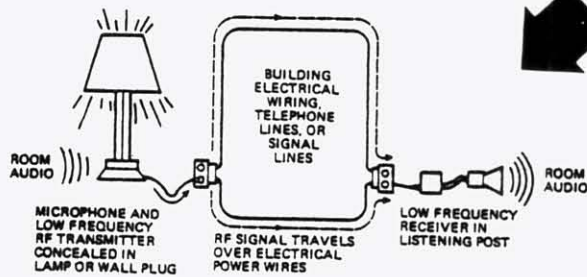 BUILDING
ELECTRICAL
WIRING,
TELEPHONE
LINES, OR
SIGNAL
LINES
ROOM
AUDIO
ROOM
AUDIO
MICROPHONE AND
LOW FREQUENCY
RF TRANSMITTER
CONCEALED IN
LAMP OR WALL PLUG
RF SIGNAL TRAVELS
OVER ELECTRICAL
POWER WIRES
LOW FREQUENCY
RECEIVER IN
LISTENING POST